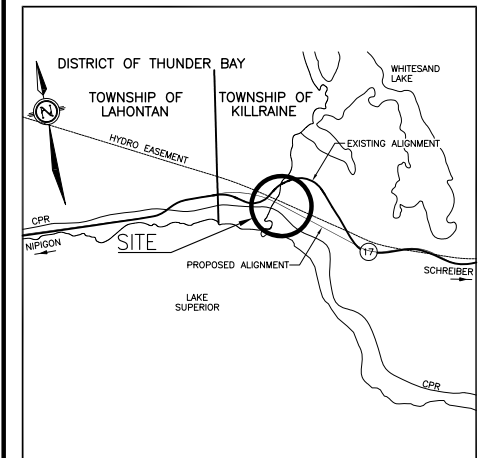 DISTRICT OF THUNDER BAY
WHITESAND
LAKE
TOWNSHIP OF
LAHONTAN
TOWNSHIP OF
KILLRAINE
N
HYDRO EASEMENT
EXISTING ALIGNMENT
CPR
NIPIGON
SITE
17
PROPOSED ALIGNMENT
SCHREIBER
LAKE
SUPERIOR
CPR